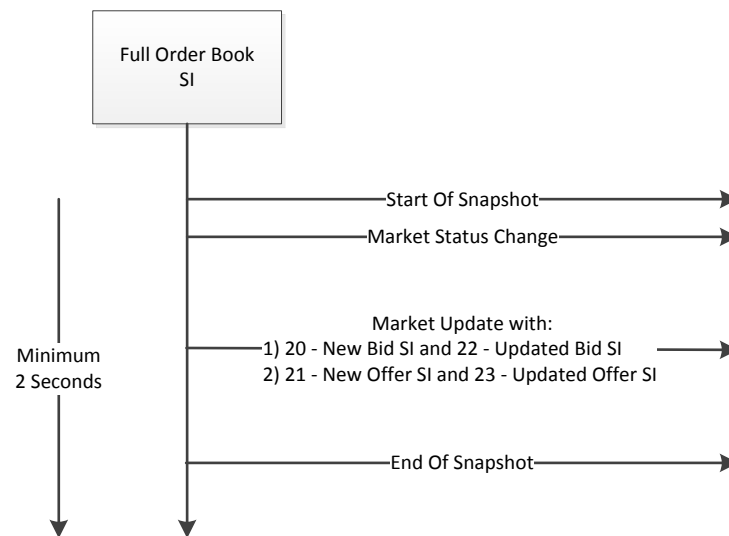 Full Order Book
SI
Start Of Snapshot
Market Status Change
Market Update with:
1) 20 - New Bid SI and 22 - Updated Bid SI
2) 21 - New Offer SI and 23 - Updated Offer SI
Minimum
2 Seconds
End Of Snapshot